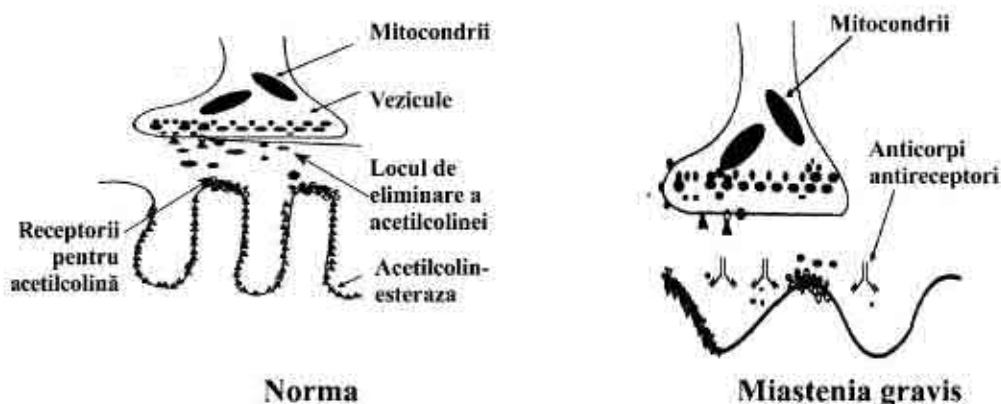 Mitocondrii
Vezicule
Locul de
eliminare a
acetilcolinei
Receptorii
pentru
acetilcolină
Acetilcolin-
esteraza
Norma
Mitocondrii
Anticorpi
antireceptori
Miastenia gravis